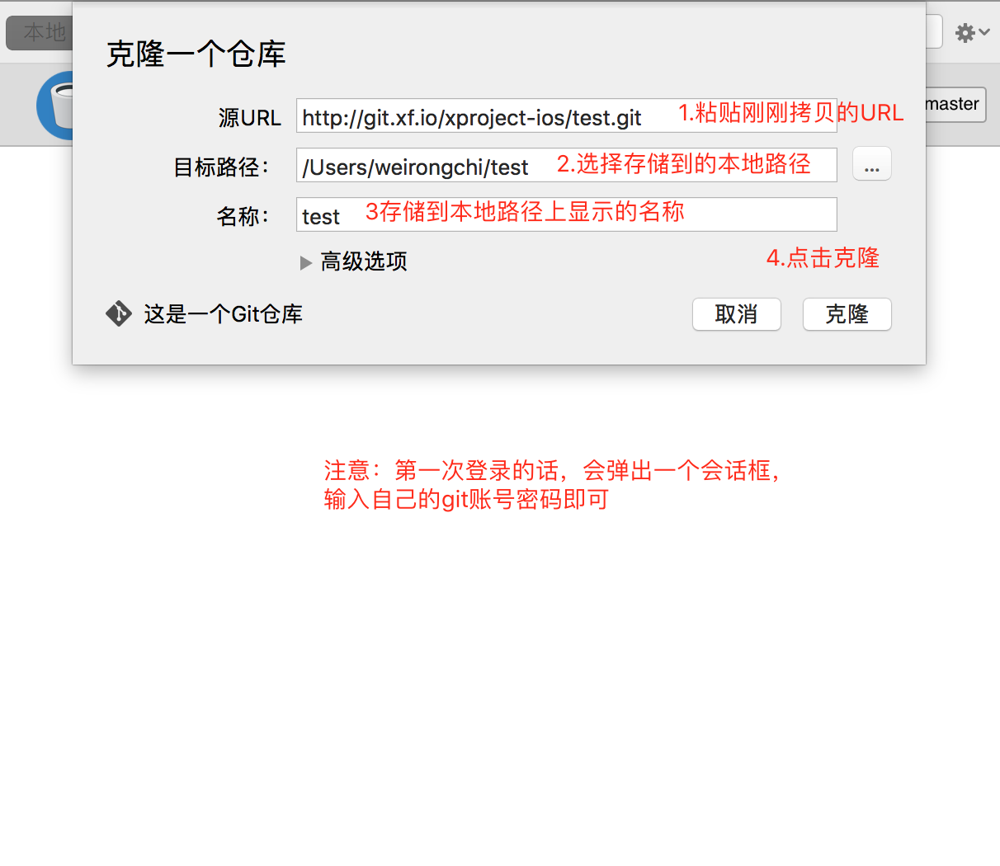 本地
克隆一个仓库
源URL
http://git.xf.io/xproject-ios/test.git
1.粘贴刚刚拷贝的URL
master
目标路径：
/Users/weirongchi/test
2.选择存储到的本地路径
...
名称：
test
3存储到本地路径上显示的名称
高级选项
4.点击克隆
这是一个Git仓库
取消
克隆
注意：第一次登录的话，会弹出一个会话框，
输入自己的git账号密码即可